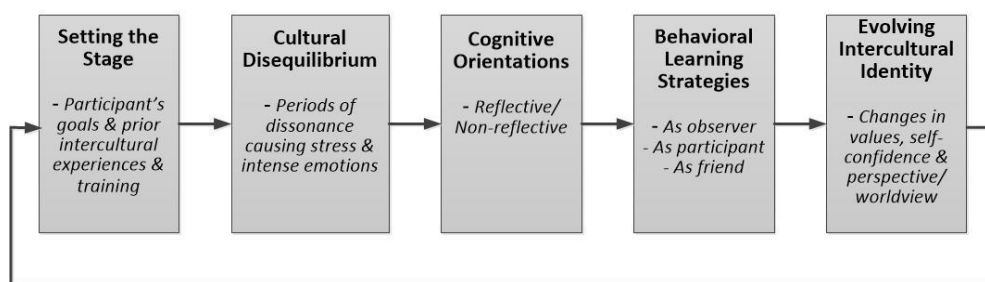 Setting the
Stage
- Participant's
goals & prior
intercultural
experiences &
training
Cultural
Disequilibrium
- Periods of
dissonance
causing stress &
intense emotions
Cognitive
Orientations
- Reflective/
Non-reflective
Behavioral
Learning
Strategies
- As observer
- As participant
- As friend
Evolving
Intercultural
Identity
- Changes in
values, self-
confidence &
perspective/
worldview